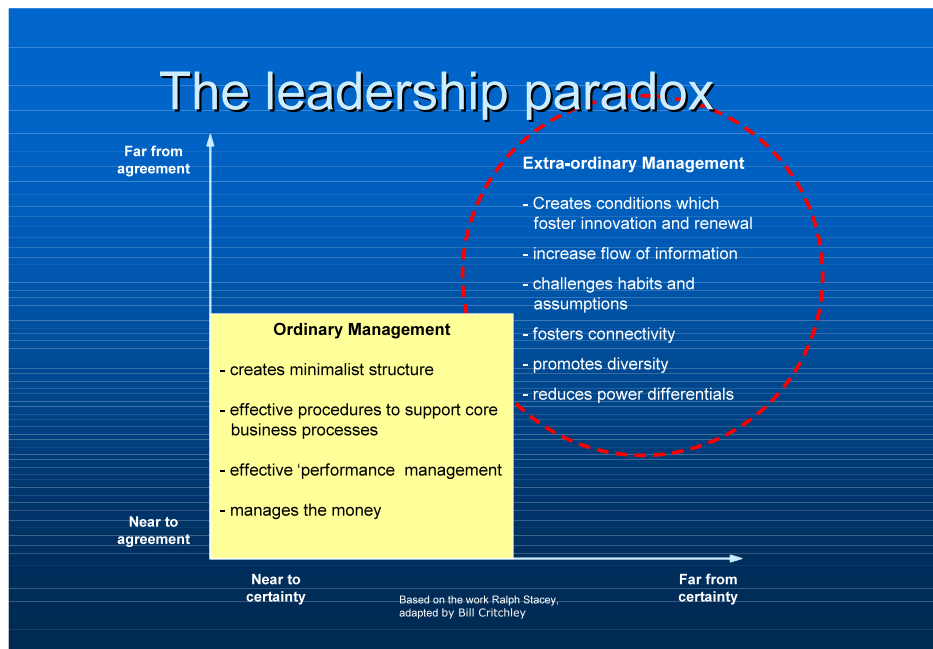 The leadership paradox
Far from
agreement
Extra-ordinary Management
- Creates conditions which
foster innovation and renewal
- increase flow of information
- challenges habits and
assumptions
- fosters connectivity
- promotes diversity
- reduces power differentials
Ordinary Management
- creates minimalist structure
- effective procedures to support core
business processes
- effective ‘performance  management
- manages the money
Near to
agreement
Near to
certainty
Far from
certainty
Based on the work Ralph Stacey,
adapted by Bill Critchley